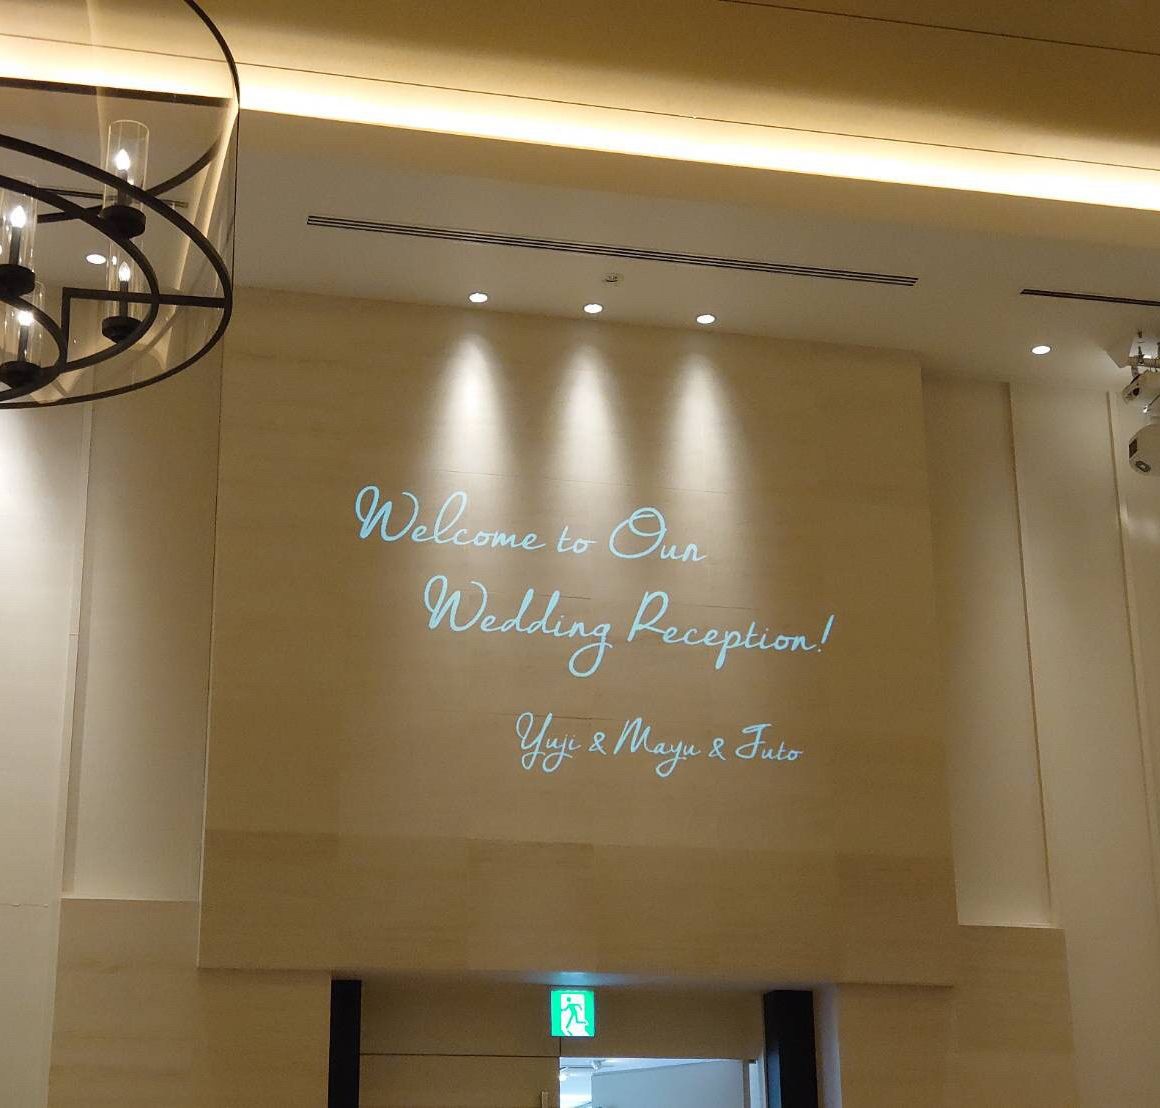 Welcome to Our
Wedding Reception!
Yuji & Mayu & Futo